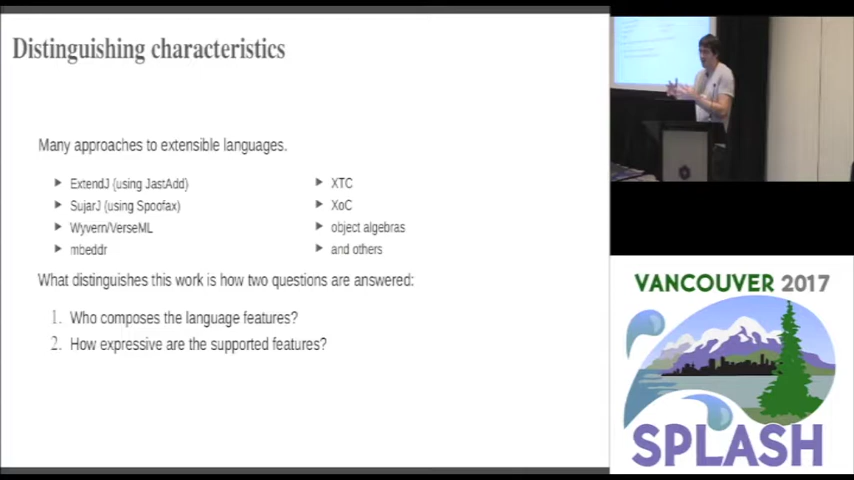 Distinguishing characteristics
Many approaches to extensible languages.
ExtendJ (using JastAdd)
SujarJ (using Spoofax)
Wyvern/VerseML
mbeddr
XTC
XoC
object algebras
and others
What distinguishes this work is how two questions are answered:
1. Who composes the language features?
2. How expressive are the supported features?
VANCOUVER 2017
SPLASH